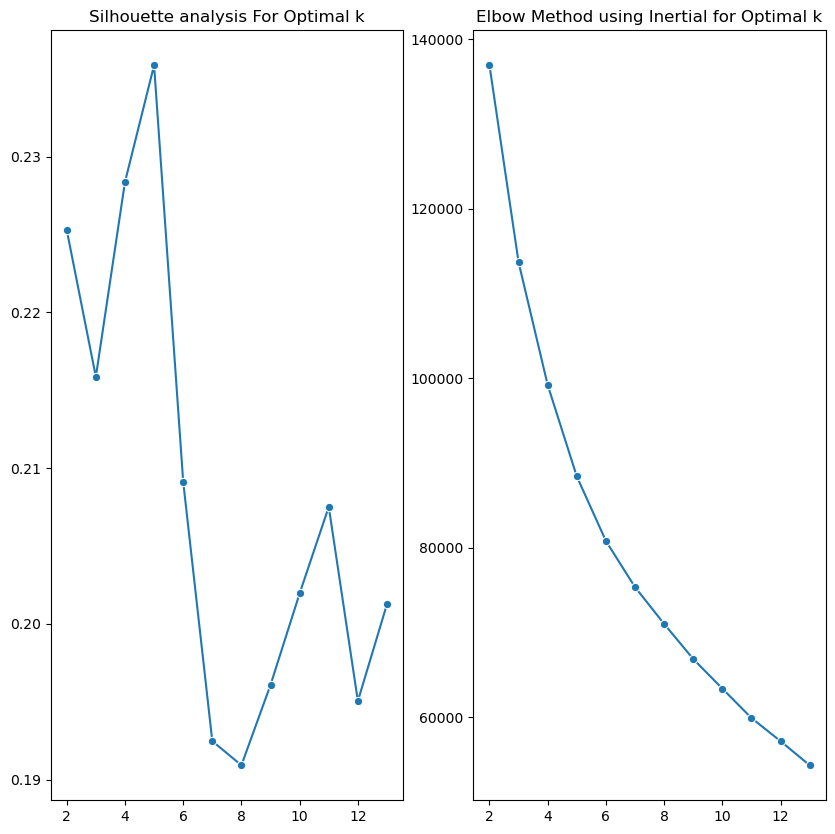 Silhouette analysis For Optimal k
0.23
0.22
0.21
0.20
0.19
2 4 6 8 10 12
Elbow Method using Inertial for Optimal k
140000
120000
100000
80000
60000
2 4 6 8 10 12